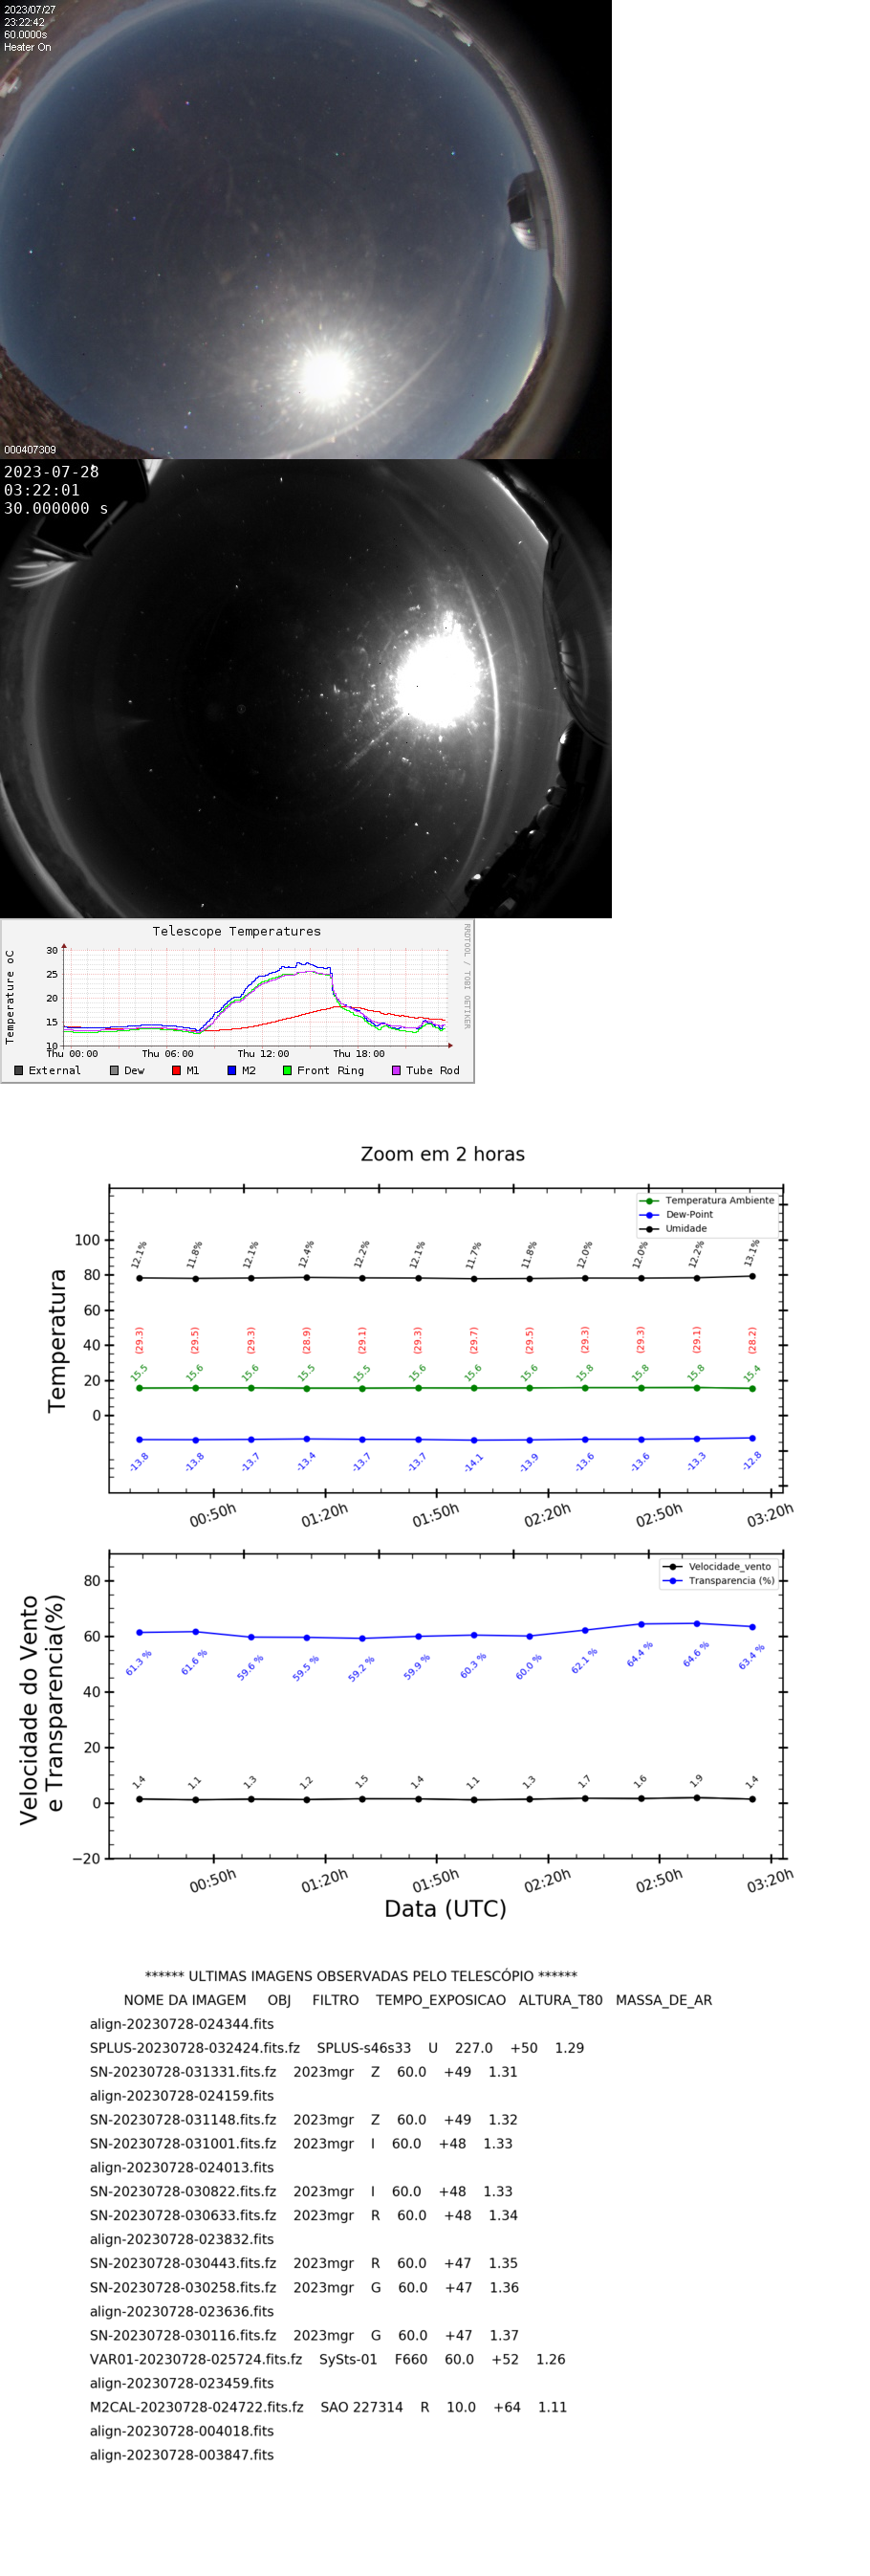 2023/07/27
23:22:42
60.0000s
Heater On
000407309
2023-07-28
03:22:01
30.000000 s
Telescope Temperatures
RRDTOOL / TOBI OETIKER
Temperature oC
30
25
20
15
10
Thu 00:00 Thu 06:00 Thu 12:00 Thu 18:00
External Dew M1 M2 Front Ring Tube Rod
Zoom em 2 horas
Temperatura Ambiente
Dew-Point
Umidade
Temperatura
100
80
60
40
20
0
12.1% 11.8% 12.1% 12.4% 12.2% 12.1% 11.7% 11.8% 12.0% 12.0% 12.2% 13.1%
(29.3) (29.5) (29.3) (28.9) (29.1) (29.3) (29.7) (29.5) (29.3) (29.3) (29.1) (28.2)
15.5 15.6 15.6 15.5 15.5 15.6 15.6 15.6 15.8 15.8 15.8 15.4
-13.8 -13.8 -13.7 -13.4 -13.7 -13.7 -14.1 -13.9 -13.6 -13.6 -13.3 -12.8
00:50h 01:20h 01:50h 02:20h 02:50h 03:20h
Velocidade_vento
Transparencia (%)
Velocidade do Vento
e Transparencia(%)
80
60
40
20
0
−20
61.3 % 61.6 % 59.6 % 59.5 % 59.2 % 59.9 % 60.3 % 60.0 % 62.1 % 64.4 % 64.6 % 63.4 %
1.4 1.1 1.3 1.2 1.5 1.4 1.1 1.3 1.7 1.6 1.9 1.4
00:50h 01:20h 01:50h 02:20h 02:50h 03:20h
Data (UTC)
****** ULTIMAS IMAGENS OBSERVADAS PELO TELESCÓPIO ******
NOME DA IMAGEM OBJ FILTRO TEMPO_EXPOSICAO ALTURA_T80 MASSA_DE_AR
align-20230728-024344.fits
SPLUS-20230728-032424.fits.fz SPLUS-s46s33 U 227.0 +50 1.29
SN-20230728-031331.fits.fz 2023mgr Z 60.0 +49 1.31
align-20230728-024159.fits
SN-20230728-031148.fits.fz 2023mgr Z 60.0 +49 1.32
SN-20230728-031001.fits.fz 2023mgr I 60.0 +48 1.33
align-20230728-024013.fits
SN-20230728-030822.fits.fz 2023mgr I 60.0 +48 1.33
SN-20230728-030633.fits.fz 2023mgr R 60.0 +48 1.34
align-20230728-023832.fits
SN-20230728-030443.fits.fz 2023mgr R 60.0 +47 1.35
SN-20230728-030258.fits.fz 2023mgr G 60.0 +47 1.36
align-20230728-023636.fits
SN-20230728-030116.fits.fz 2023mgr G 60.0 +47 1.37
VAR01-20230728-025724.fits.fz SySts-01 F660 60.0 +52 1.26
align-20230728-023459.fits
M2CAL-20230728-024722.fits.fz SAO 227314 R 10.0 +64 1.11
align-20230728-004018.fits
align-20230728-003847.fits